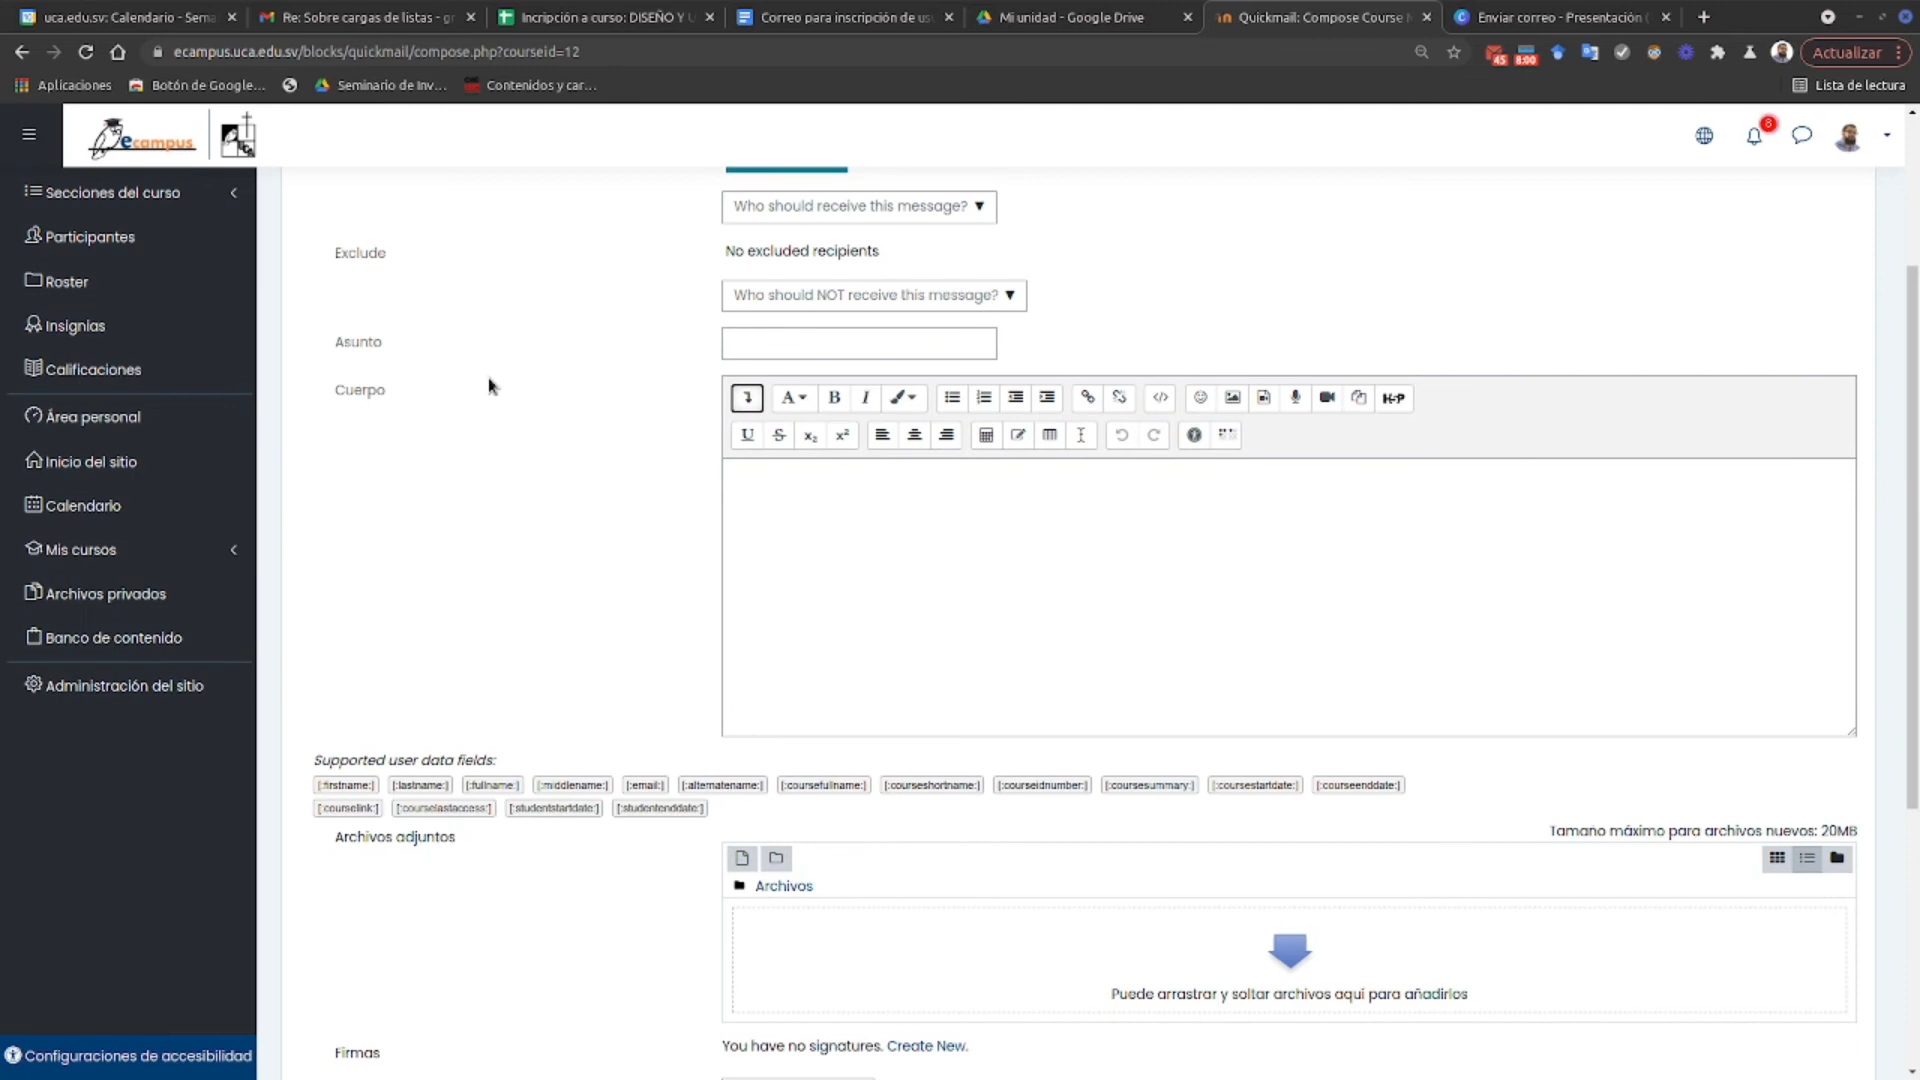 uca.edu.sv: Calendario - Sema
Re: Sobre cargas de listas - gr
Incripción a curso: DISEÑO Y U
Correo para inscripción de us
Mi unidad - Google Drive
Quickmail: Compose Course M
Enviar correo - Presentación (
ecampus.uca.edu.sv/blocks/quickmail/compose.php?courseid=12
45
8:00
Actualizar
Aplicaciones
Botón de Google...
Seminario de Inv...
Contenidos y car...
Lista de lectura
ecampus
8
Secciones del curso
Participantes
Roster
Insignias
Calificaciones
Área personal
Inicio del sitio
Calendario
Mis cursos
Archivos privados
Banco de contenido
Administración del sitio
Configuraciones de accesibilidad
Who should receive this message? ▼
Exclude
No excluded recipients
Who should NOT receive this message? ▼
Asunto
Cuerpo
A B I H-P
U S x₂ x²
Supported user data fields:
[:firstname:] [:lastname:] [:fullname:] [:middlename:] [:email:] [:alternatename:] [:coursefullname:] [:courseshortname:] [:courseidnumber:] [:coursesummary:] [:coursestartdate:] [:courseenddate:]
[:courselink:] [:courselastaccess:] [:studentstartdate:] [:studentenddate:]
Archivos adjuntos
Tamaño máximo para archivos nuevos: 20MB
Archivos
Puede arrastrar y soltar archivos aquí para añadirlos
Firmas
You have no signatures. Create New.